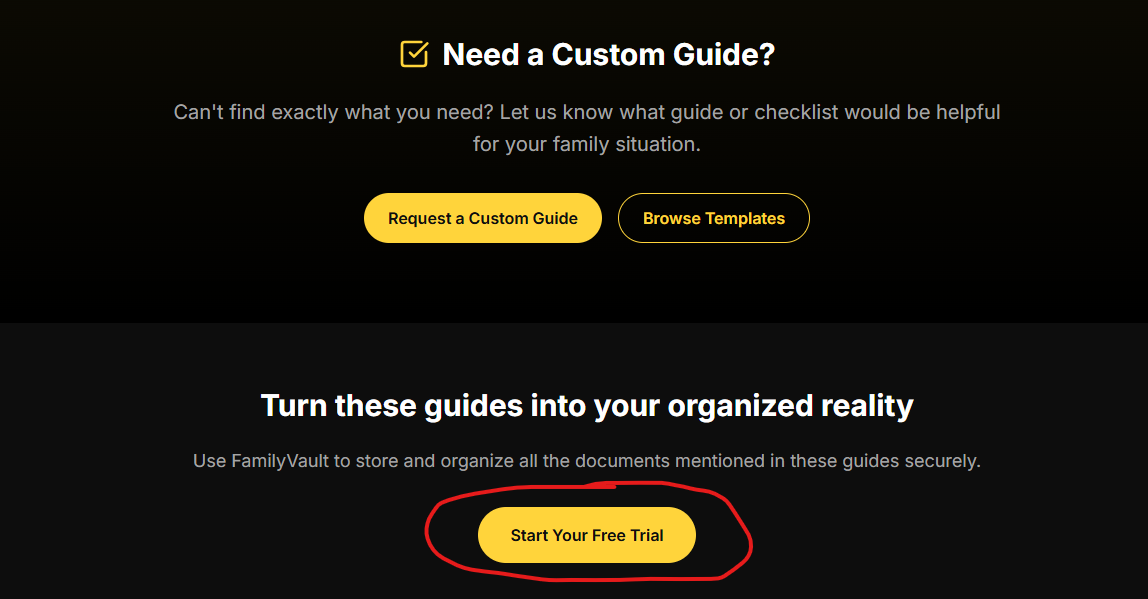 Need a Custom Guide?
Can't find exactly what you need? Let us know what guide or checklist would be helpful
for your family situation.
Request a Custom Guide
Browse Templates
Turn these guides into your organized reality
Use FamilyVault to store and organize all the documents mentioned in these guides securely.
Start Your Free Trial